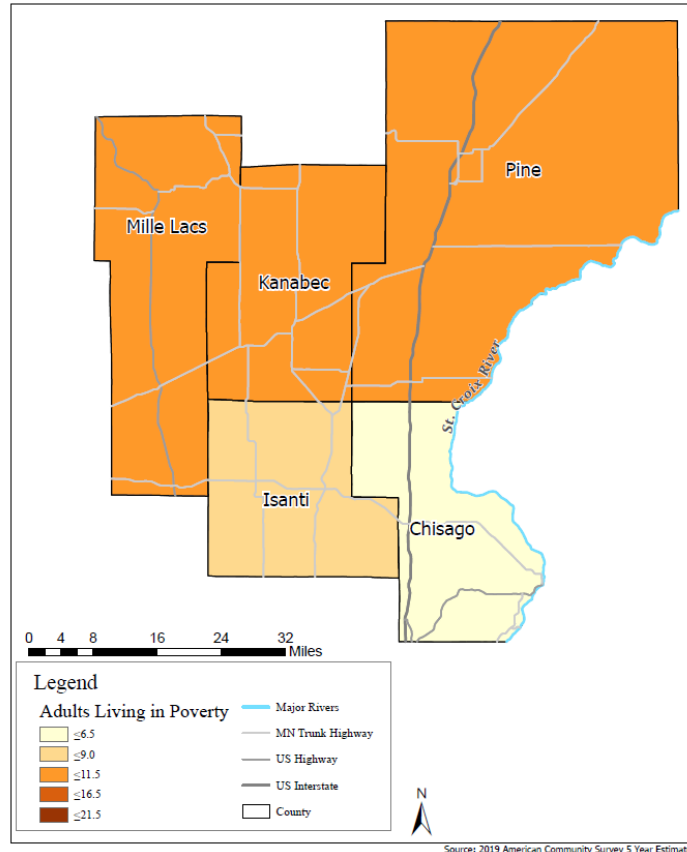 Pine
Mille Lacs
Kanabec
St. Croix River
Isanti
Chisago
0 4 8 16 24 32
Miles
Legend
Adults Living in Poverty
≤6.5
≤9.0
≤11.5
≤16.5
≤21.5
Major Rivers
MN Trunk Highway
US Highway
US Interstate
County
N
Source: 2019 American Community Survey 5 Year Estimat